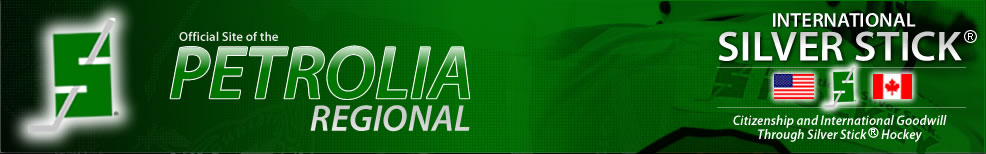 Official Site of the
PETROLIA
REGIONAL
INTERNATIONAL
SILVER STICK®
Citizenship and International Goodwill
Through Silver Stick® Hockey